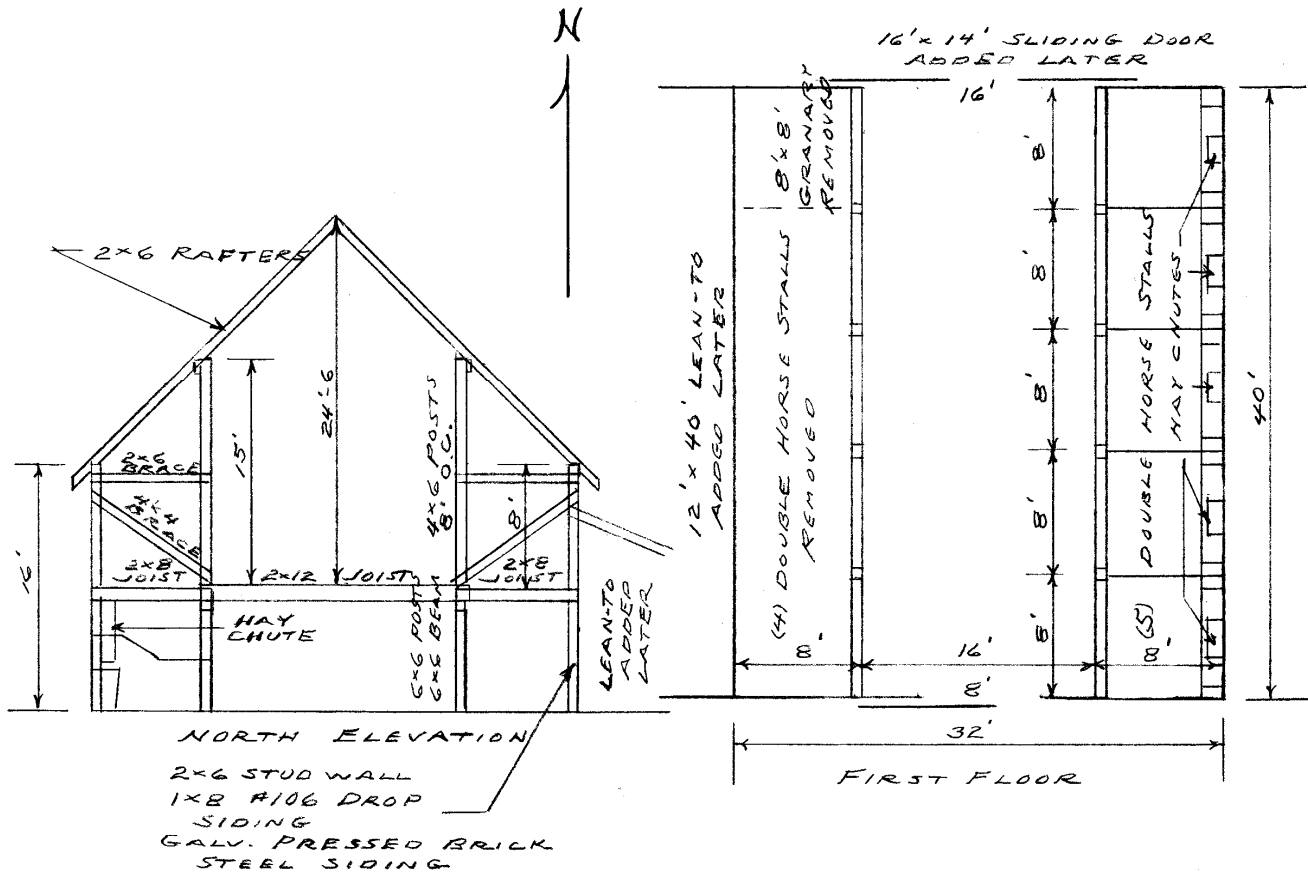 N
16' x 14' SLIDING DOOR
ADDED LATER
2x6 RAFTERS
24'-6
15'
2x6
BRACE
4x4
BRACE
2x8
JOIST
2x12 JOISTS
4x6 POSTS
8' O.C.
8'
2x8
JOIST
16'
HAY
CHUTE
6x6 POSTS
6x6 BEAM
LEAN-TO
ADDED
LATER
NORTH ELEVATION
2x6 STUD WALL
1x8 #106 DROP
SIDING
GALV. PRESSED BRICK
STEEL SIDING
12' x 40' LEAN-TO
ADDED LATER
8'x8'
GRANARY
REMOVED
(4) DOUBLE HORSE STALLS
REMOVED
16'
8'
8'
8'
8'
8'
(5) DOUBLE HORSE STALLS
HAY CHUTES
40'
8'
16'
8'
8'
32'
FIRST FLOOR